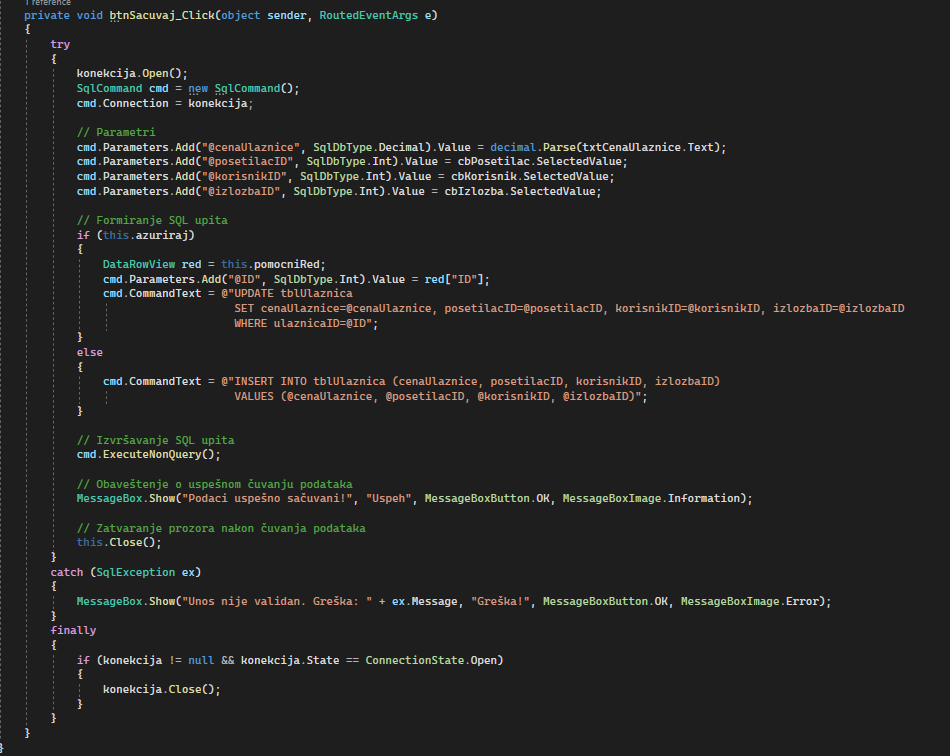 1 reference
private void btnSacuvaj_Click(object sender, RoutedEventArgs e)
{
    try
    {
        konekcija.Open();
        SqlCommand cmd = new SqlCommand();
        cmd.Connection = konekcija;

        // Parametri
        cmd.Parameters.Add("@cenaUlaznice", SqlDbType.Decimal).Value = decimal.Parse(txtCenaUlaznice.Text);
        cmd.Parameters.Add("@posetilacID", SqlDbType.Int).Value = cbPosetilac.SelectedValue;
        cmd.Parameters.Add("@korisnikID", SqlDbType.Int).Value = cbKorisnik.SelectedValue;
        cmd.Parameters.Add("@izlozbaID", SqlDbType.Int).Value = cbIzlozba.SelectedValue;

        // Formiranje SQL upita
        if (this.azuriraj)
        {
            DataRowView red = this.pomocniRed;
            cmd.Parameters.Add("@ID", SqlDbType.Int).Value = red["ID"];
            cmd.CommandText = @"UPDATE tblUlaznica
                                SET cenaUlaznice=@cenaUlaznice, posetilacID=@posetilacID, korisnikID=@korisnikID, izlozbaID=@izlozbaID
                                WHERE ulaznicaID=@ID";
        }
        else
        {
            cmd.CommandText = @"INSERT INTO tblUlaznica (cenaUlaznice, posetilacID, korisnikID, izlozbaID)
                                VALUES (@cenaUlaznice, @posetilacID, @korisnikID, @izlozbaID)";
        }

        // Izvršavanje SQL upita
        cmd.ExecuteNonQuery();

        // Obaveštenje o uspešnom čuvanju podataka
        MessageBox.Show("Podaci uspešno sačuvani!", "Uspeh", MessageBoxButton.OK, MessageBoxImage.Information);

        // Zatvaranje prozora nakon čuvanja podataka
        this.Close();
    }
    catch (SqlException ex)
    {
        MessageBox.Show("Unos nije validan. Greška: " + ex.Message, "Greška!", MessageBoxButton.OK, MessageBoxImage.Error);
    }
    finally
    {
        if (konekcija != null && konekcija.State == ConnectionState.Open)
        {
            konekcija.Close();
        }
    }
}
}